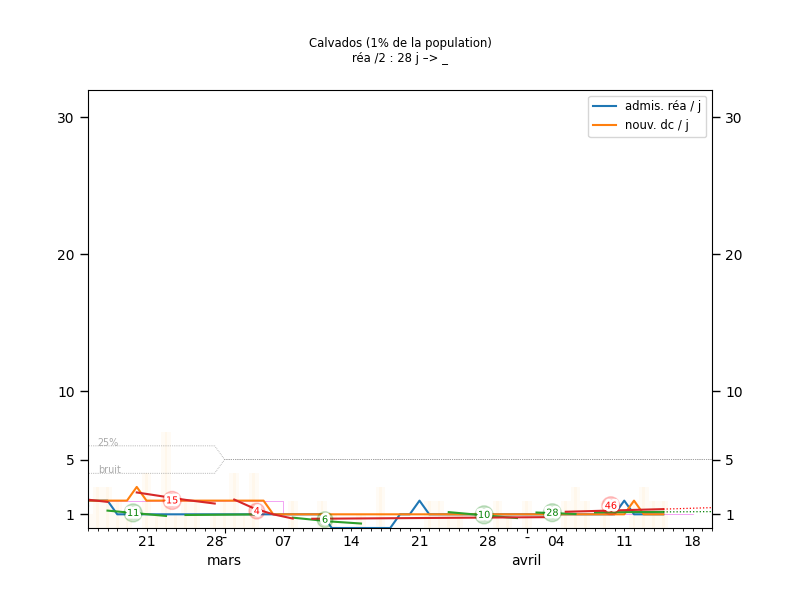 Calvados (1% de la population)
réa /2 : 28 j –> _
admis. réa / j
nouv. dc / j
30 30
20 20
10 10
25%
5 5
bruit
15 46
1 11 4 6 10 28 1
21 28 07 14 21 28 04 11 18
mars avril